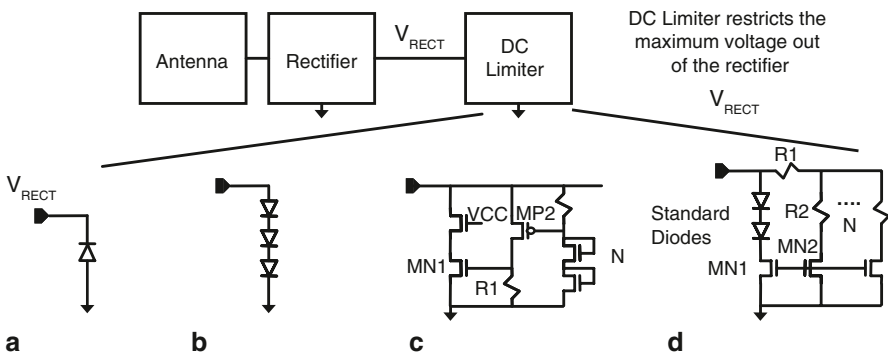 Antenna
Rectifier
V_RECT
DC
Limiter
DC Limiter restricts the
maximum voltage out
of the rectifier
V_RECT
V_RECT
VCC
MP2
MN1
R1
N
R1
Standard
Diodes
R2
....
N
MN2
MN1
a
b
c
d